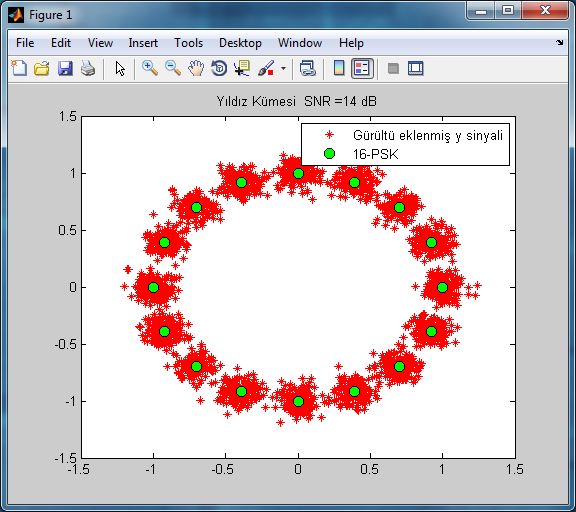 Figure 1
File Edit View Insert Tools Desktop Window Help
Yıldız Kümesi SNR =14 dB
Gürültü eklenmiş y sinyali
16-PSK
1.5
1
0.5
0
-0.5
-1
-1.5
-1.5 -1 -0.5 0 0.5 1 1.5